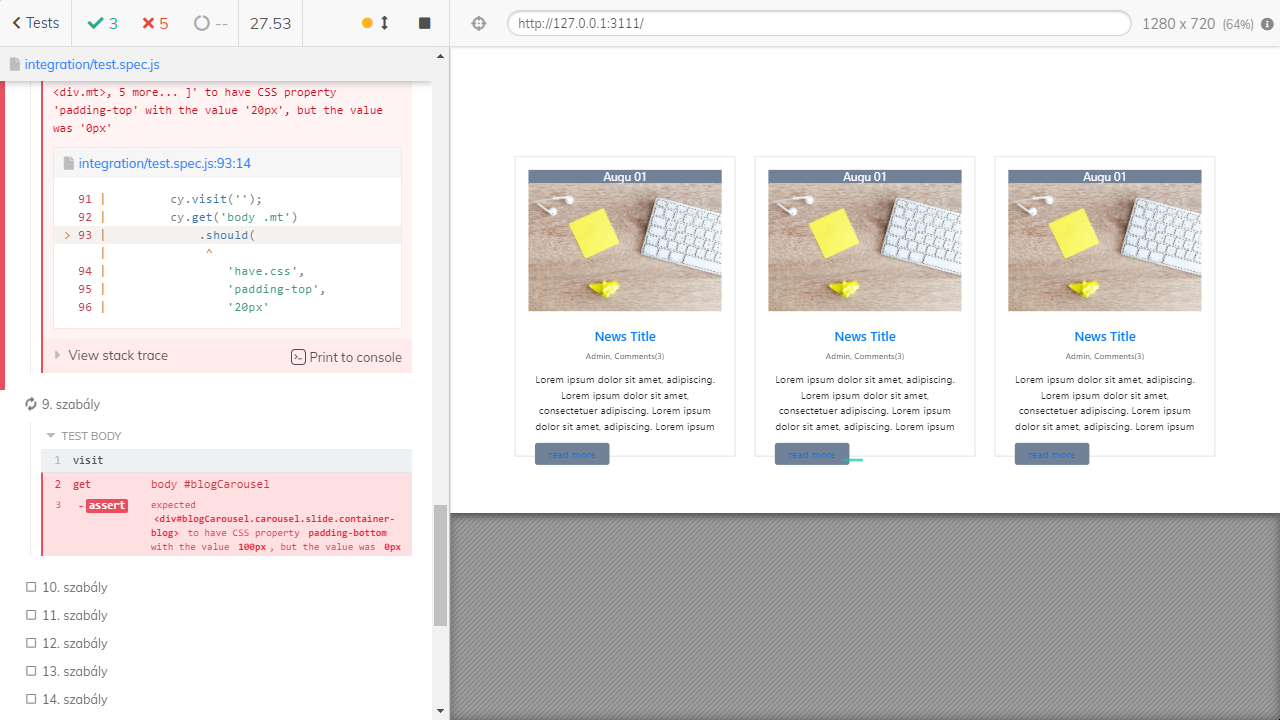 Tests
3
5
--
27.53
http://127.0.0.1:3111/
1280 x 720 (64%)
integration/test.spec.js
<div.mt>, 5 more... ]' to have CSS property
'padding-top' with the value '20px', but the value
was '0px'
integration/test.spec.js:93:14
91 | cy.visit('');
92 | cy.get('body .mt')
> 93 | .should(
| ^
94 | 'have.css',
95 | 'padding-top',
96 | '20px'
View stack trace
Print to console
9. szabály
TEST BODY
1 visit
2 get body #blogCarousel
3 -assert expected
<div#blogCarousel.carousel.slide.container-
blog> to have CSS property padding-bottom
with the value 100px, but the value was 0px
10. szabály
11. szabály
12. szabály
13. szabály
14. szabály
Augu 01
News Title
Admin, Comments(3)
Lorem ipsum dolor sit amet, adipiscing.
Lorem ipsum dolor sit amet,
consectetuer adipiscing. Lorem ipsum
dolor sit amet, adipiscing. Lorem ipsum
read more
Augu 01
News Title
Admin, Comments(3)
Lorem ipsum dolor sit amet, adipiscing.
Lorem ipsum dolor sit amet,
consectetuer adipiscing. Lorem ipsum
dolor sit amet, adipiscing. Lorem ipsum
read more
Augu 01
News Title
Admin, Comments(3)
Lorem ipsum dolor sit amet, adipiscing.
Lorem ipsum dolor sit amet,
consectetuer adipiscing. Lorem ipsum
dolor sit amet, adipiscing. Lorem ipsum
read more